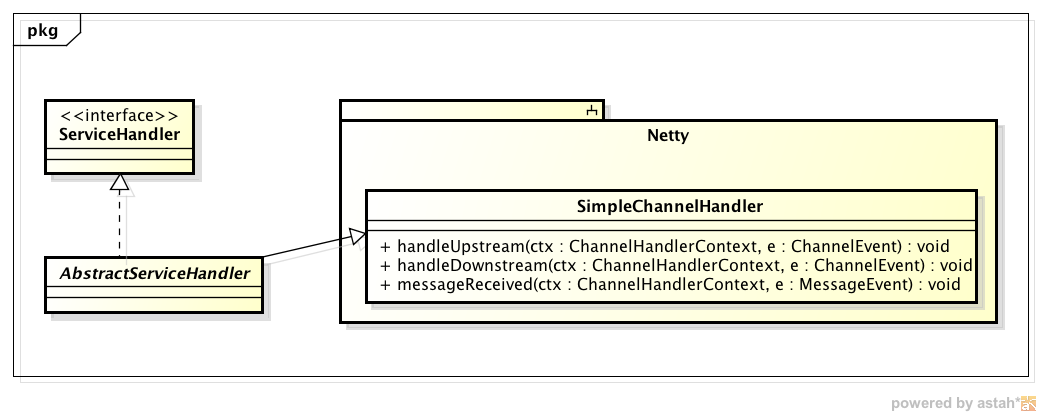 pkg
<<interface>>
ServiceHandler
Netty
SimpleChannelHandler
+ handleUpstream(ctx : ChannelHandlerContext, e : ChannelEvent) : void
+ handleDownstream(ctx : ChannelHandlerContext, e : ChannelEvent) : void
+ messageReceived(ctx : ChannelHandlerContext, e : MessageEvent) : void
AbstractServiceHandler
powered by astah*